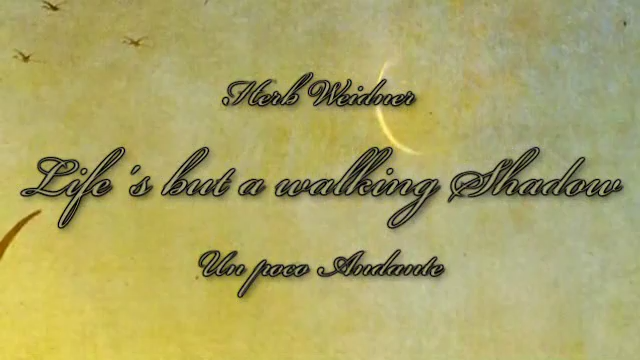 Herb Weidner
Life´s but a walking Shadow
Un poco Andante